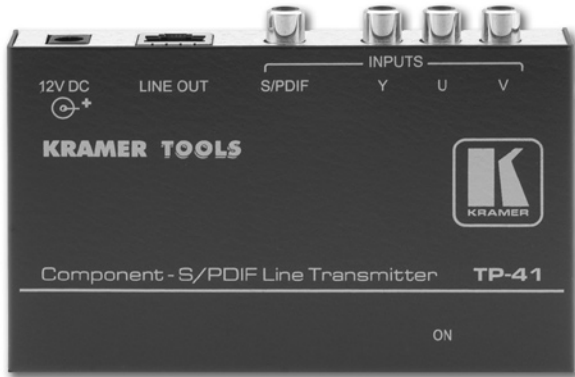 INPUTS
12V DC LINE OUT S/PDIF Y U V
+
KRAMER TOOLS
K
KRAMER
Component - S/PDIF Line Transmitter TP-41
ON